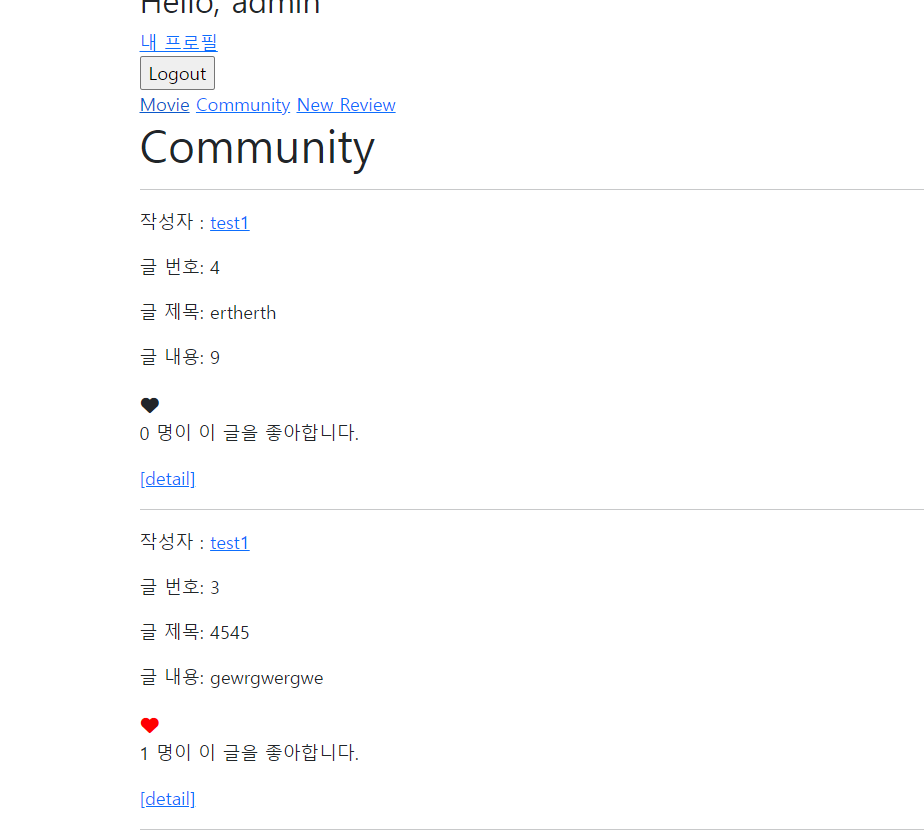 Hello, admin
내 프로필
Logout
Movie Community New Review
Community
작성자 : test1
글 번호: 4
글 제목: ertherth
글 내용: 9
0 명이 이 글을 좋아합니다.
[detail]
작성자 : test1
글 번호: 3
글 제목: 4545
글 내용: gewrgwergwe
1 명이 이 글을 좋아합니다.
[detail]